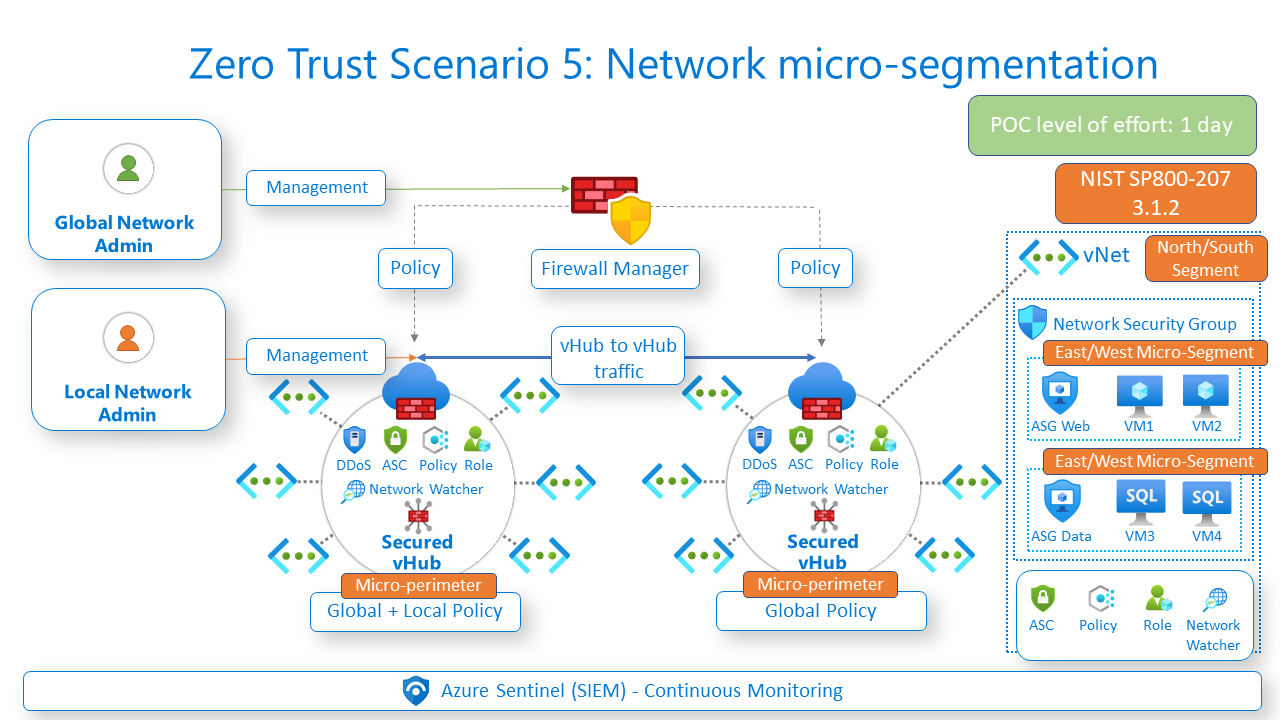 Zero Trust Scenario 5: Network micro-segmentation
POC level of effort: 1 day
NIST SP800-207
3.1.2
Global Network
Admin
Management
Firewall Manager
Policy
Policy
Local Network
Admin
Management
vHub to vHub
traffic
DDoS
ASC
Policy
Role
Network Watcher
Secured
vHub
Micro-perimeter
Global + Local Policy
DDoS
ASC
Policy
Role
Network Watcher
Secured
vHub
Micro-perimeter
Global Policy
vNet
North/South
Segment
Network Security Group
East/West Micro-Segment
ASG Web
VM1
VM2
East/West Micro-Segment
SQL
SQL
ASG Data
VM3
VM4
ASC
Policy
Role
Network
Watcher
Azure Sentinel (SIEM) - Continuous Monitoring